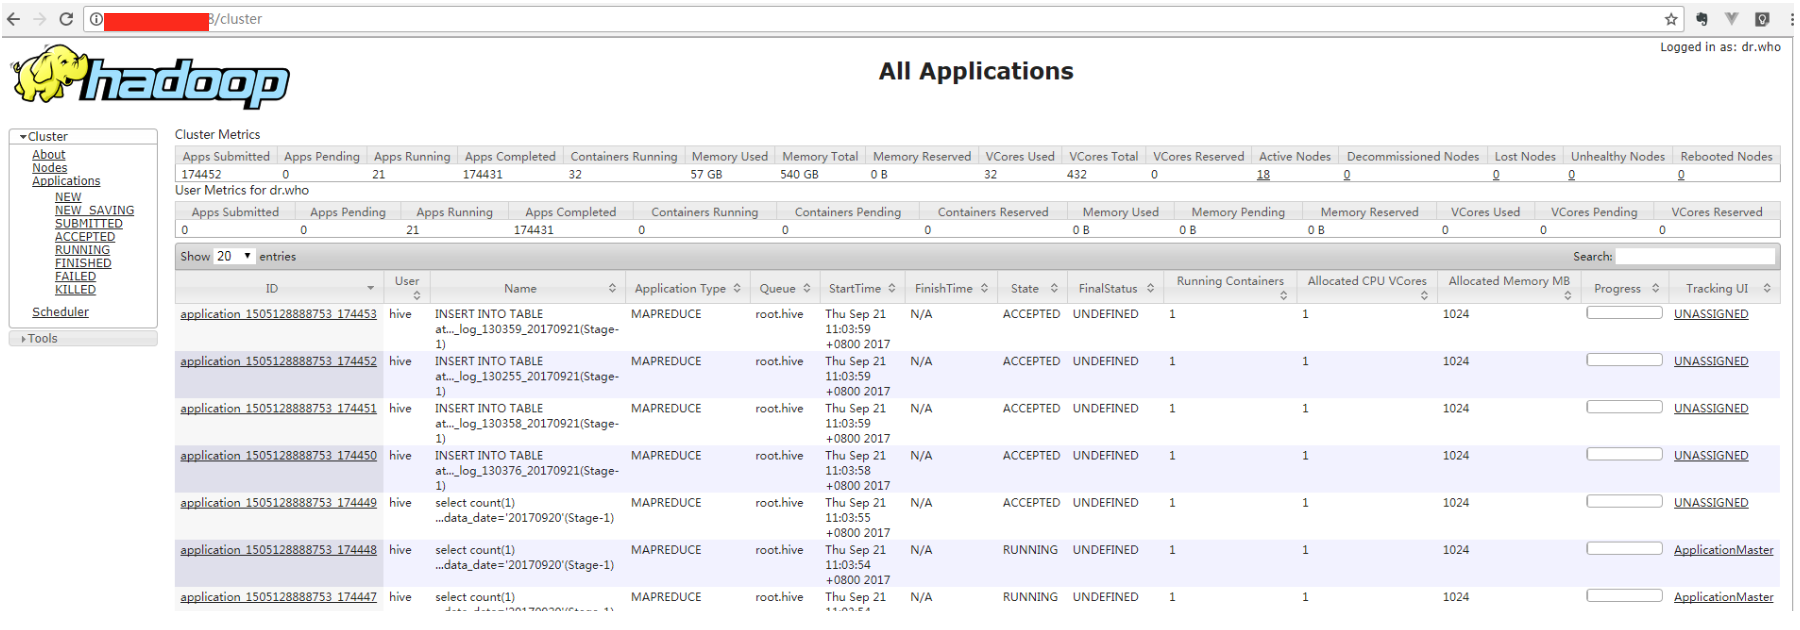 8/cluster
Logged in as: dr.who
hadoop
All Applications
Cluster
About
Nodes
Applications
NEW
NEW_SAVING
SUBMITTED
ACCEPTED
RUNNING
FINISHED
FAILED
KILLED
Scheduler
Tools
Cluster Metrics
Apps Submitted Apps Pending Apps Running Apps Completed Containers Running Memory Used Memory Total Memory Reserved VCores Used VCores Total VCores Reserved Active Nodes Decommissioned Nodes Lost Nodes Unhealthy Nodes Rebooted Nodes
174452 0 21 174431 32 57 GB 540 GB 0 B 32 432 0 18 0 0 0 0
User Metrics for dr.who
Apps Submitted Apps Pending Apps Running Apps Completed Containers Running Containers Pending Containers Reserved Memory Used Memory Pending Memory Reserved VCores Used VCores Pending VCores Reserved
0 0 21 174431 0 0 0 0 B 0 B 0 B 0 0 0
Show 20 entries Search:
ID User Name Application Type Queue StartTime FinishTime State FinalStatus Running Containers Allocated CPU VCores Allocated Memory MB Progress Tracking UI
application_1505128888753_174453 hive INSERT INTO TABLE MAPREDUCE root.hive Thu Sep 21 N/A ACCEPTED UNDEFINED 1 1 1024 UNASSIGNED
at..._log_130359_20170921(Stage- 11:03:59
1) +0800 2017
application_1505128888753_174452 hive INSERT INTO TABLE MAPREDUCE root.hive Thu Sep 21 N/A ACCEPTED UNDEFINED 1 1 1024 UNASSIGNED
at..._log_130255_20170921(Stage- 11:03:59
1) +0800 2017
application_1505128888753_174451 hive INSERT INTO TABLE MAPREDUCE root.hive Thu Sep 21 N/A ACCEPTED UNDEFINED 1 1 1024 UNASSIGNED
at..._log_130358_20170921(Stage- 11:03:59
1) +0800 2017
application_1505128888753_174450 hive INSERT INTO TABLE MAPREDUCE root.hive Thu Sep 21 N/A ACCEPTED UNDEFINED 1 1 1024 UNASSIGNED
at..._log_130376_20170921(Stage- 11:03:58
1) +0800 2017
application_1505128888753_174449 hive select count(1) MAPREDUCE root.hive Thu Sep 21 N/A ACCEPTED UNDEFINED 1 1 1024 UNASSIGNED
...data_date='20170920'(Stage-1) 11:03:55
+0800 2017
application_1505128888753_174448 hive select count(1) MAPREDUCE root.hive Thu Sep 21 N/A RUNNING UNDEFINED 1 1 1024 ApplicationMaster
...data_date='20170920'(Stage-1) 11:03:54
+0800 2017
application_1505128888753_174447 hive select count(1) MAPREDUCE root.hive Thu Sep 21 N/A RUNNING UNDEFINED 1 1 1024 ApplicationMaster